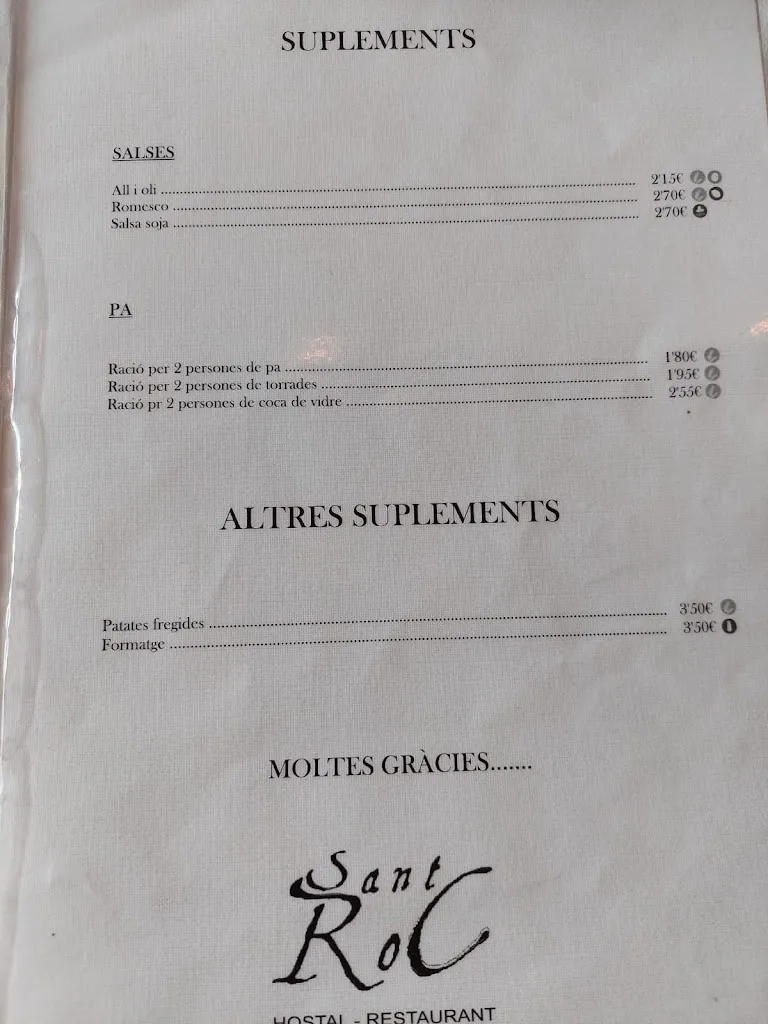 SUPLEMENTS
SALSES
All i oli ........................ 2'15€
Romesco ........................ 2'70€
Salsa soja ........................ 2'70€
PA
Ració per 2 persones de pa ........................ 1'80€
Ració per 2 persones de torrades ........................ 1'95€
Ració pr 2 persones de coca de vidre ........................ 2'55€
ALTRES SUPLEMENTS
Patates fregides ........................ 3'50€
Formatge ........................ 3'50€
MOLTES GRÀCIES.......
Sant
Roc
HOSTAL - RESTAURANT